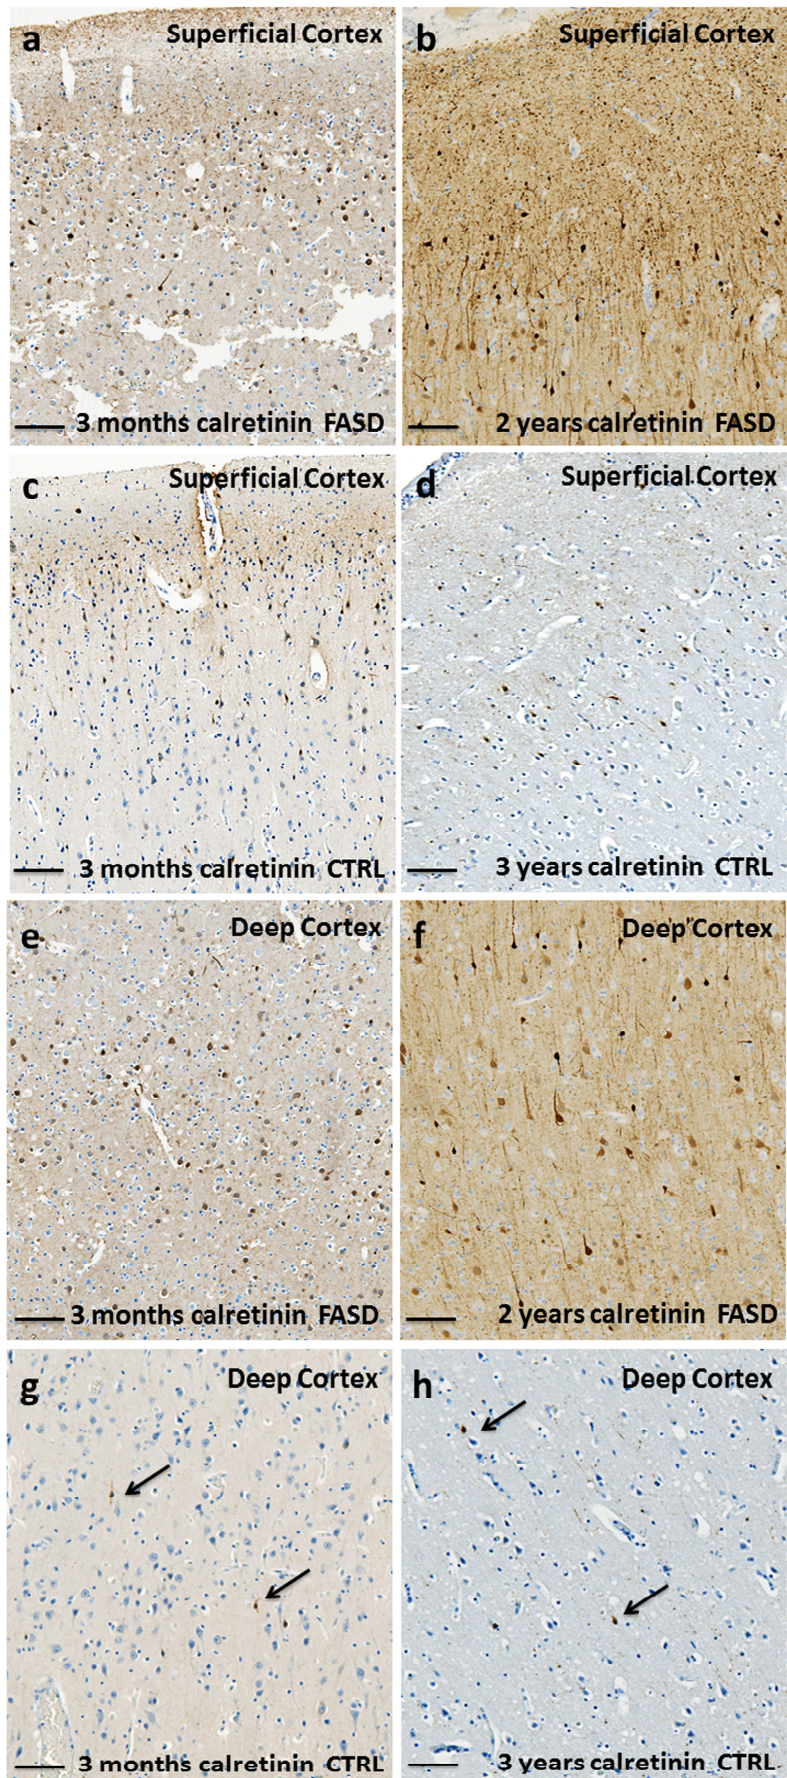 a Superficial Cortex
3 months calretinin FASD
b Superficial Cortex
2 years calretinin FASD
c Superficial Cortex
3 months calretinin CTRL
d Superficial Cortex
3 years calretinin CTRL
e Deep Cortex
3 months calretinin FASD
f Deep Cortex
2 years calretinin FASD
g Deep Cortex
3 months calretinin CTRL
h Deep Cortex
3 years calretinin CTRL